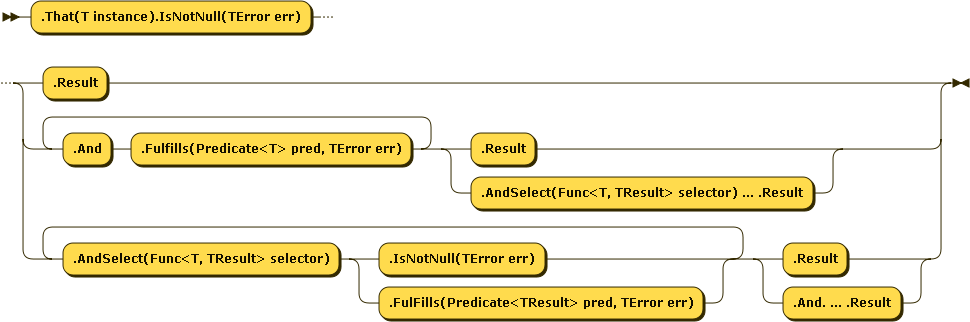 .That(T instance).IsNotNull(TError err)
.Result
.And .Fulfills(Predicate<T> pred, TError err) .Result
.AndSelect(Func<T, TResult> selector) ... .Result
.AndSelect(Func<T, TResult> selector) .IsNotNull(TError err) .Result
.FulFills(Predicate<TResult> pred, TError err) .And. ... .Result